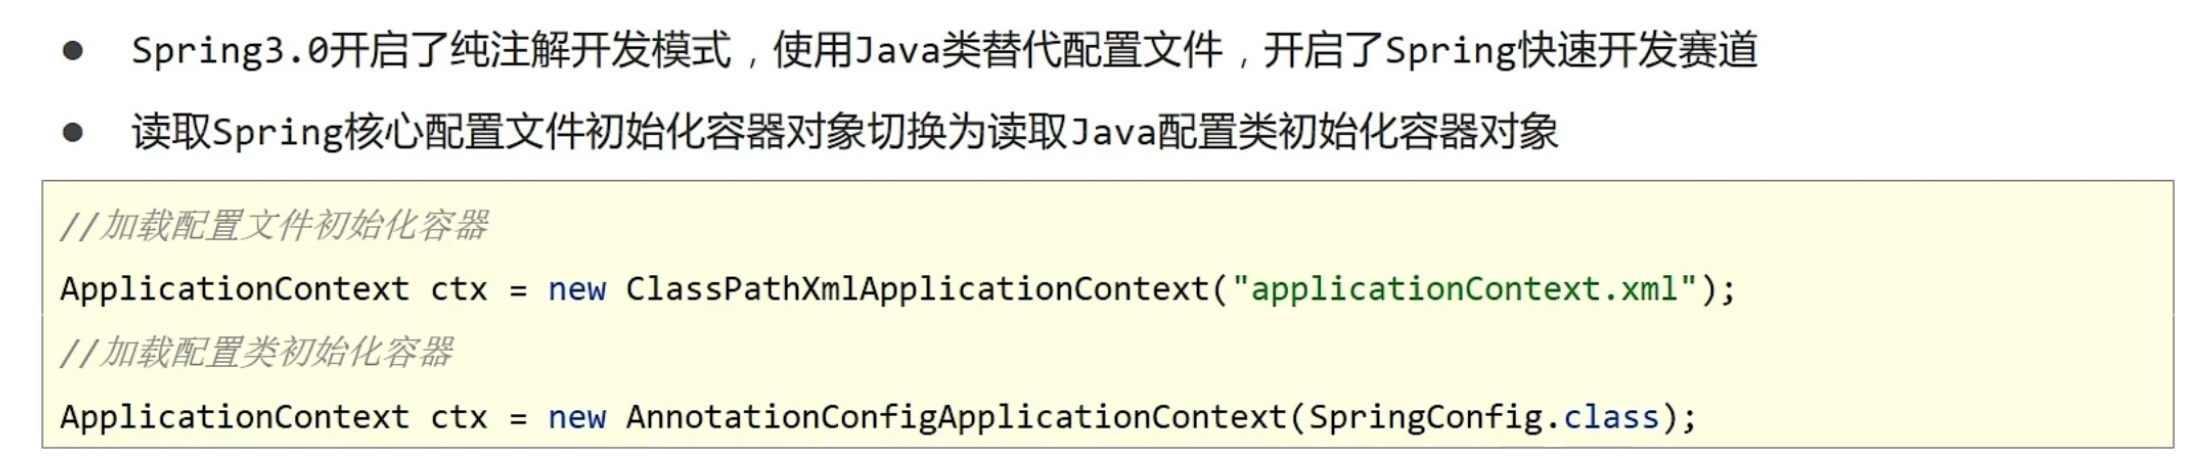 ● Spring3.0开启了纯注解开发模式，使用Java类替代配置文件，开启了Spring快速开发赛道
● 读取Spring核心配置文件初始化容器对象切换为读取Java配置类初始化容器对象
//加载配置文件初始化容器
ApplicationContext ctx = new ClassPathXmlApplicationContext("applicationContext.xml");
//加载配置类初始化容器
ApplicationContext ctx = new AnnotationConfigApplicationContext(SpringConfig.class);